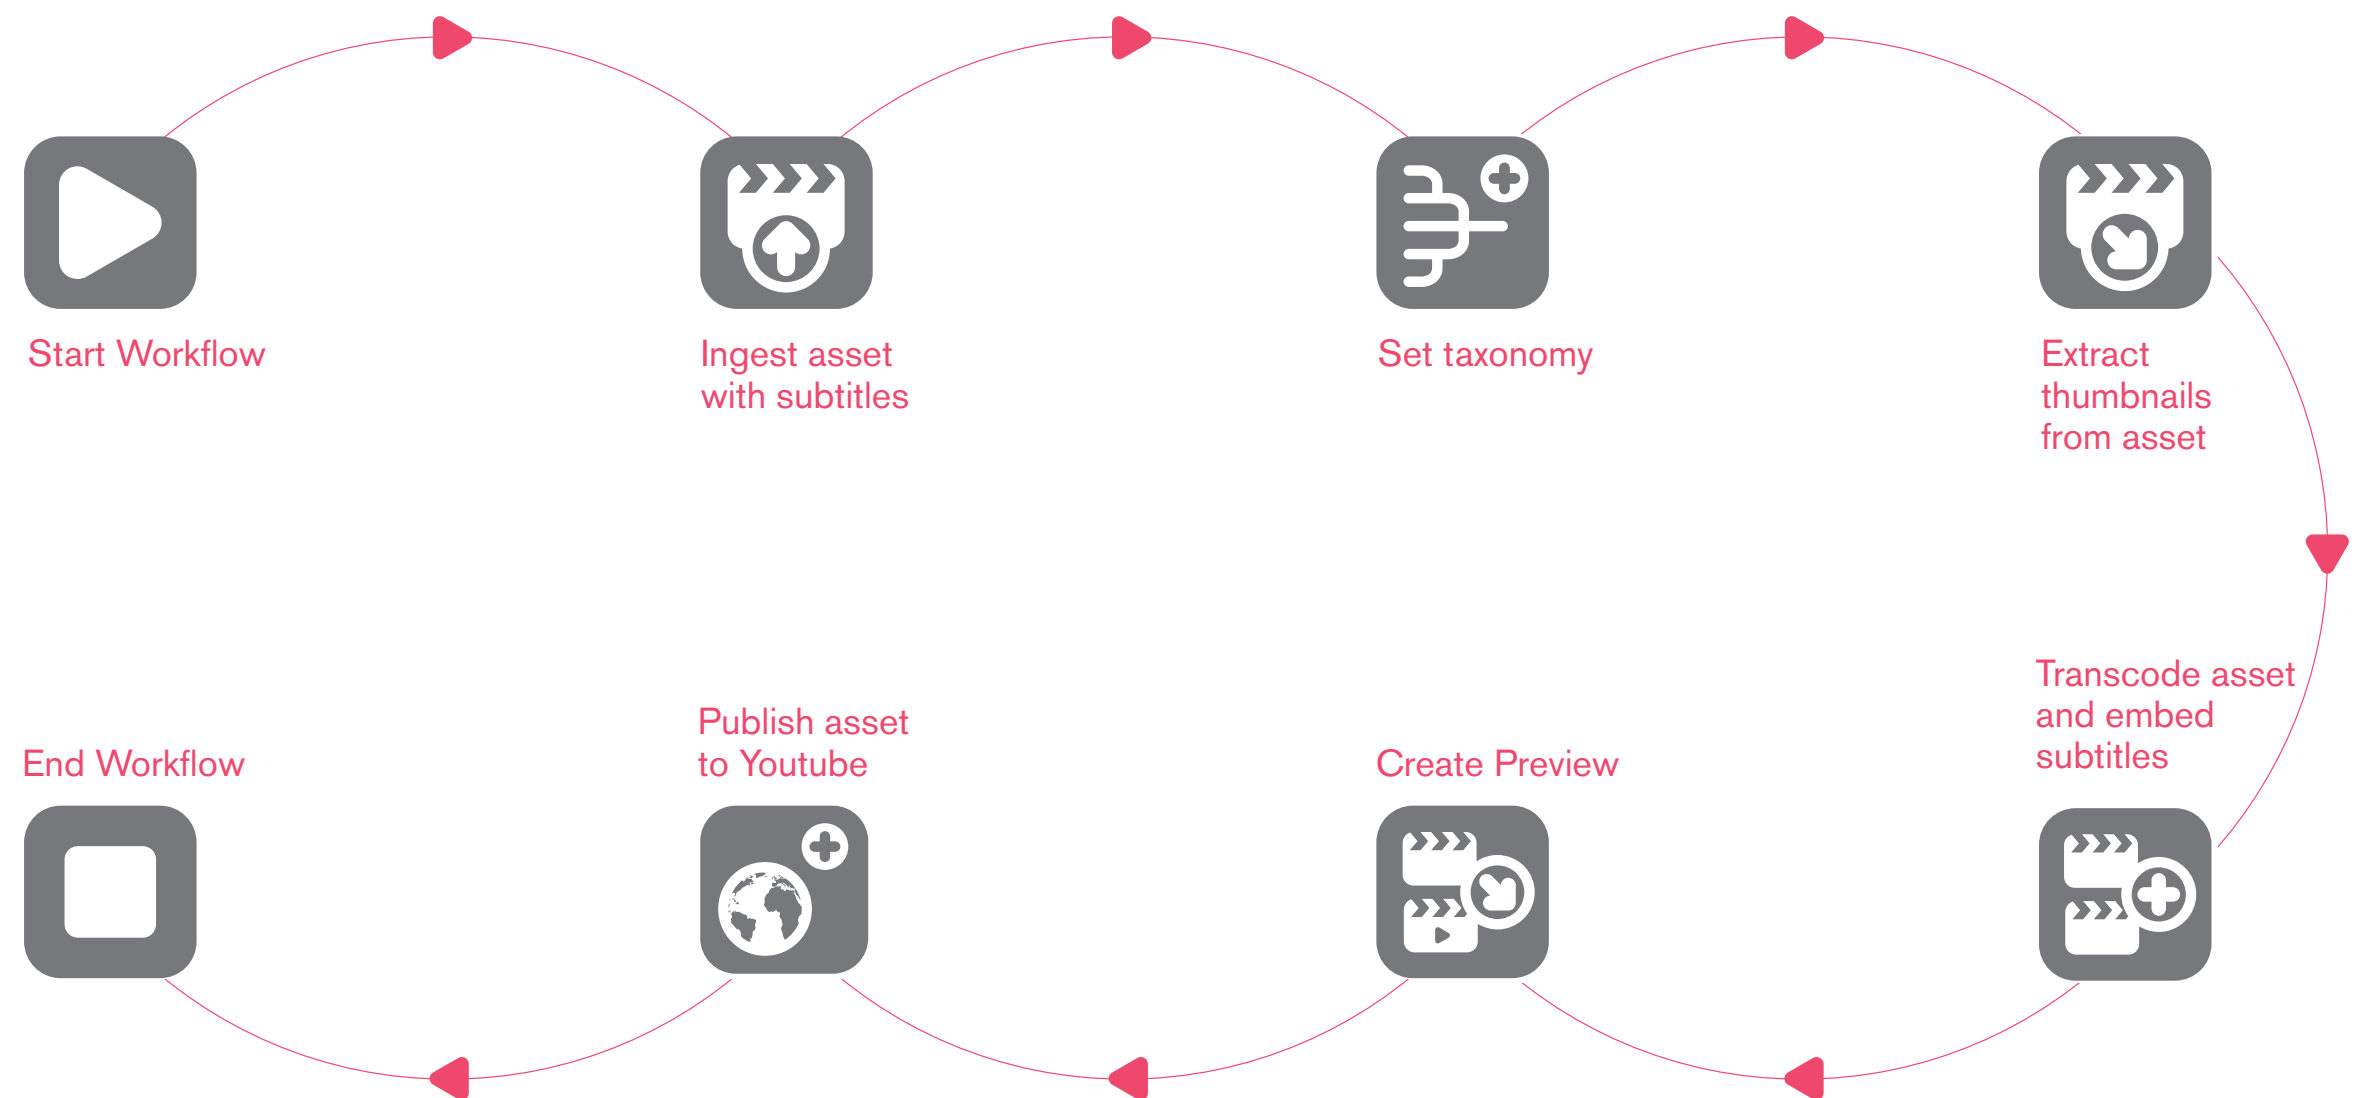 Start Workflow
Ingest asset
with subtitles
Set taxonomy
Extract
thumbnails
from asset
Transcode asset
and embed
subtitles
Create Preview
Publish asset
to Youtube
End Workflow